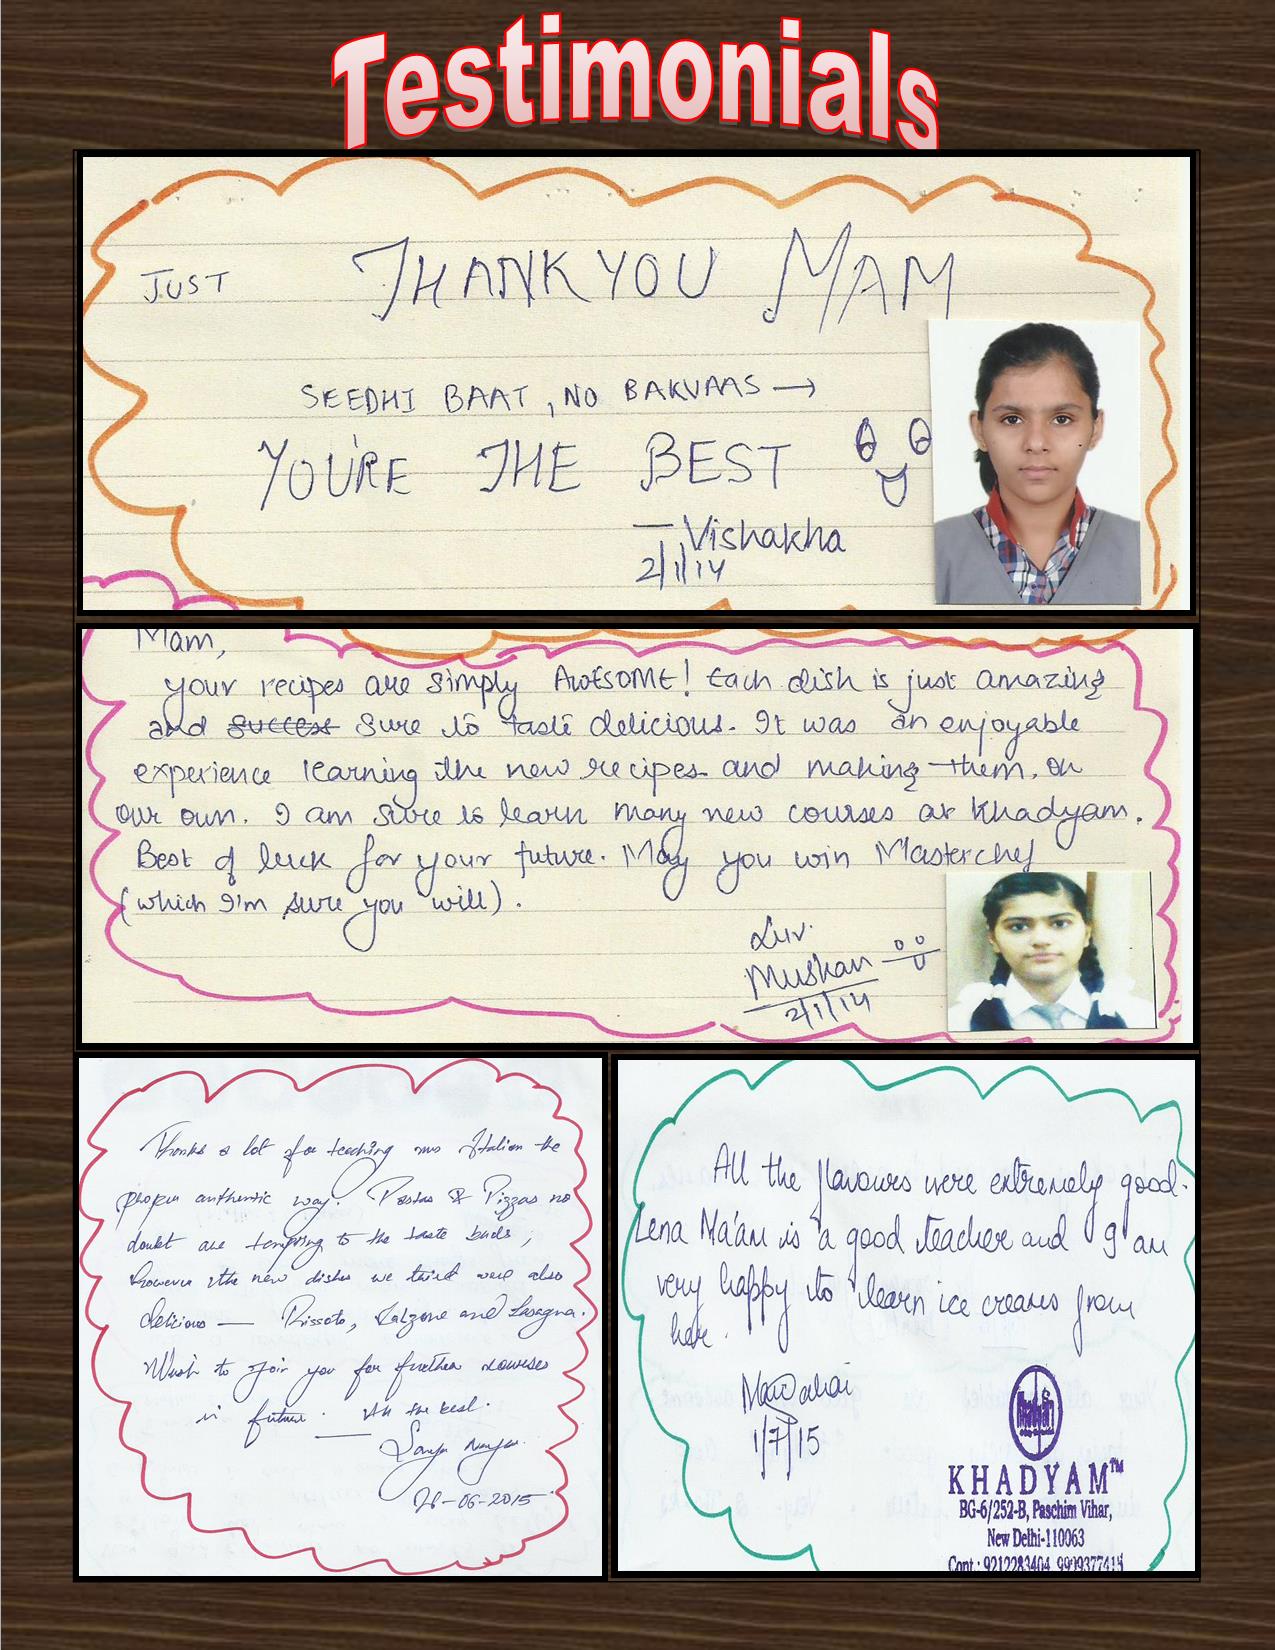 Testimonials
JUST THANK YOU MAM
SEEDHI BAAT, NO BAKVAAS →
YOU'RE THE BEST
— Vishakha
2/1/14
Mam,
Your recipes are simply AWESOME! Each dish is just amazing
and success sure to taste delicious. It was an enjoyable
experience learning the new recipes and making them, on
our own. I am sure to learn many new courses at Khadyam.
Best of luck for your future. May you win Masterchef
(which I'm sure you will).
Luv.
Muskan
2/1/14
Thanks a lot for teaching me Italian the
proper authentic way. Pastas & Pizzas no
doubt are tempting to the taste buds,
however the new dishes we tried were also
delicious — Rissoto, Calzone and Lasagna.
Wish to join you for further courses
in future. All the best.
-06-2015
All the flavours were extremely good.
Lena Ma'am is a good teacher and I am
very happy to learn ice creams from
her.
1/7/15
KHADYAM™
BG-6/252-B, Paschim Vihar,
New Delhi-110063
Cont.: 9212283404, 9999377415